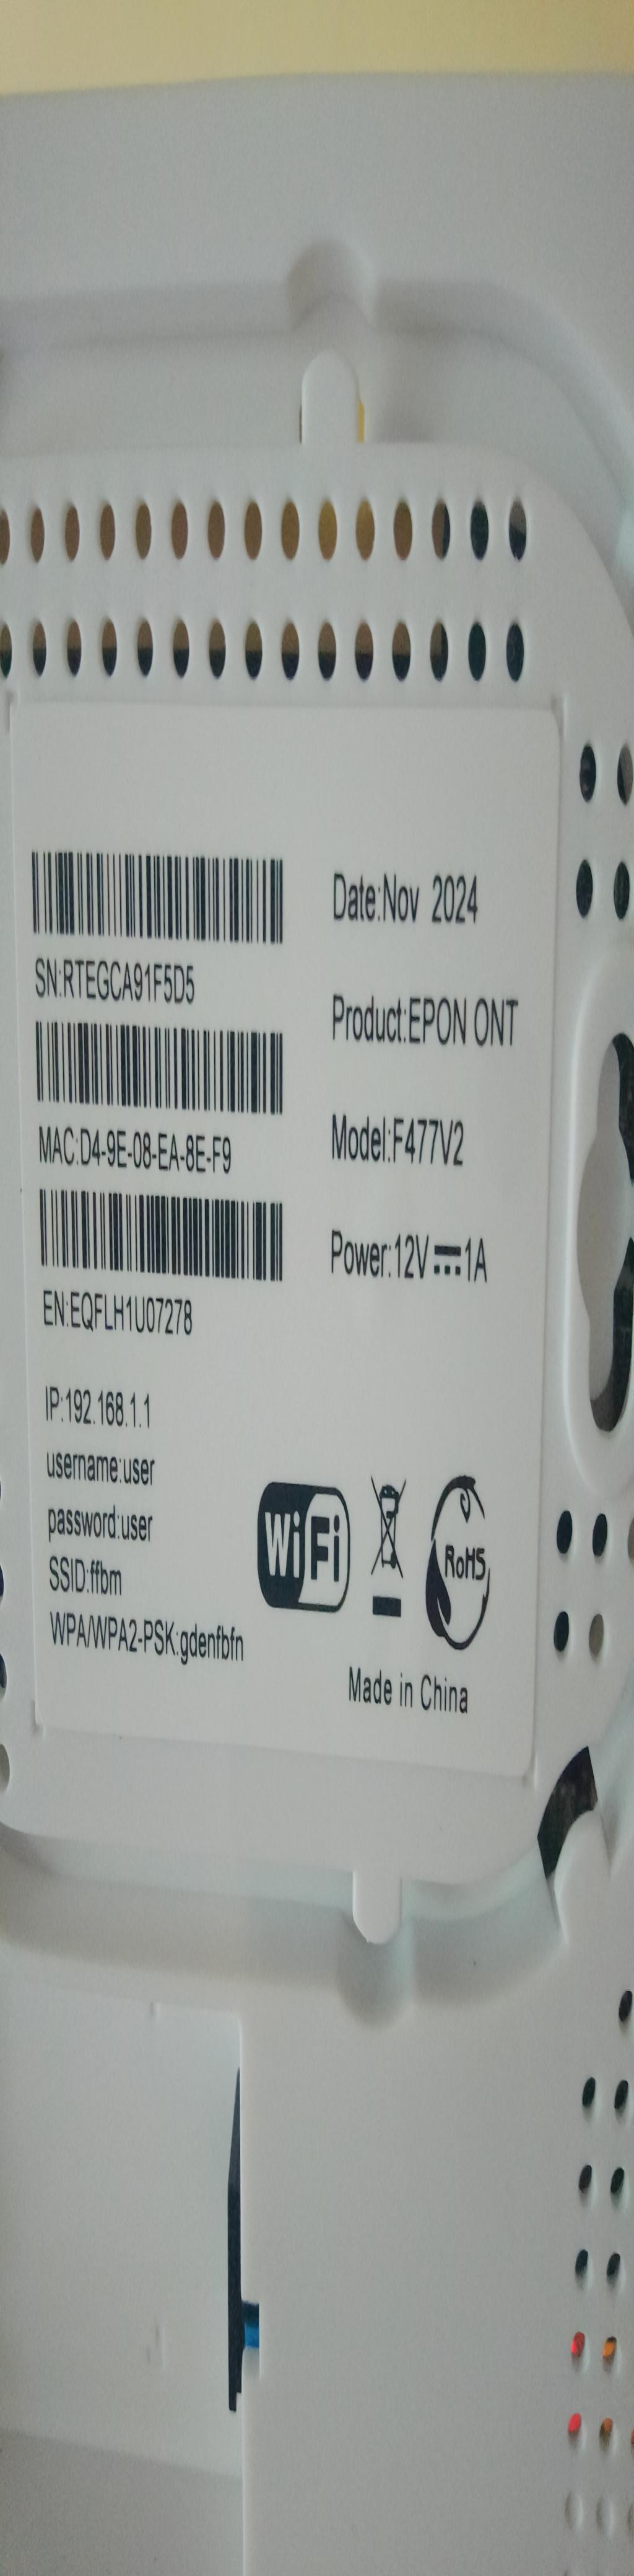 Date:Nov 2024
SN:RTEGCA91F5D5
Product:EPON ONT
MAC:D4-9E-08-EA-8E-F9
Model:F477V2
Power:12V⎓1A
EN:EQFLH1U07278
IP:192.168.1.1
username:user
password:user
SSID:ffbm
WPA/WPA2-PSK:gdenfbfn
WiFi
RoHS
Made in China